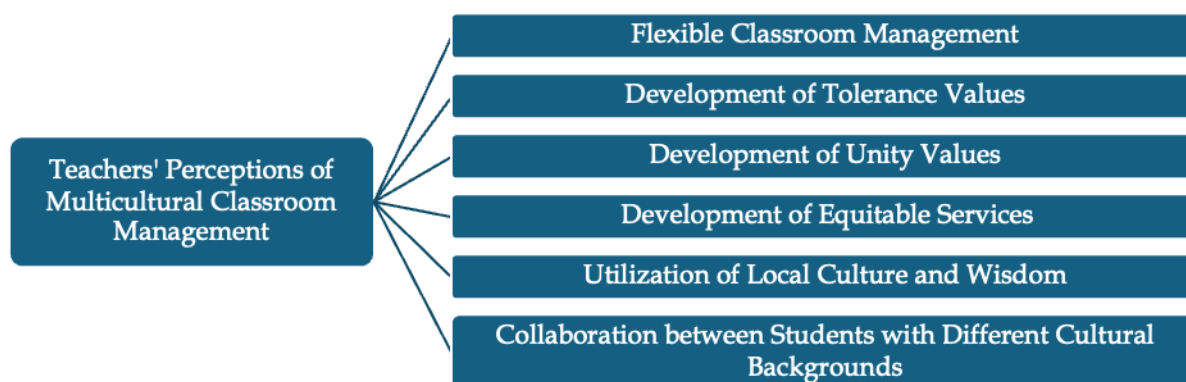 Flexible Classroom Management
Development of Tolerance Values
Development of Unity Values
Teachers' Perceptions of
Multicultural Classroom
Management
Development of Equitable Services
Utilization of Local Culture and Wisdom
Collaboration between Students with Different Cultural
Backgrounds